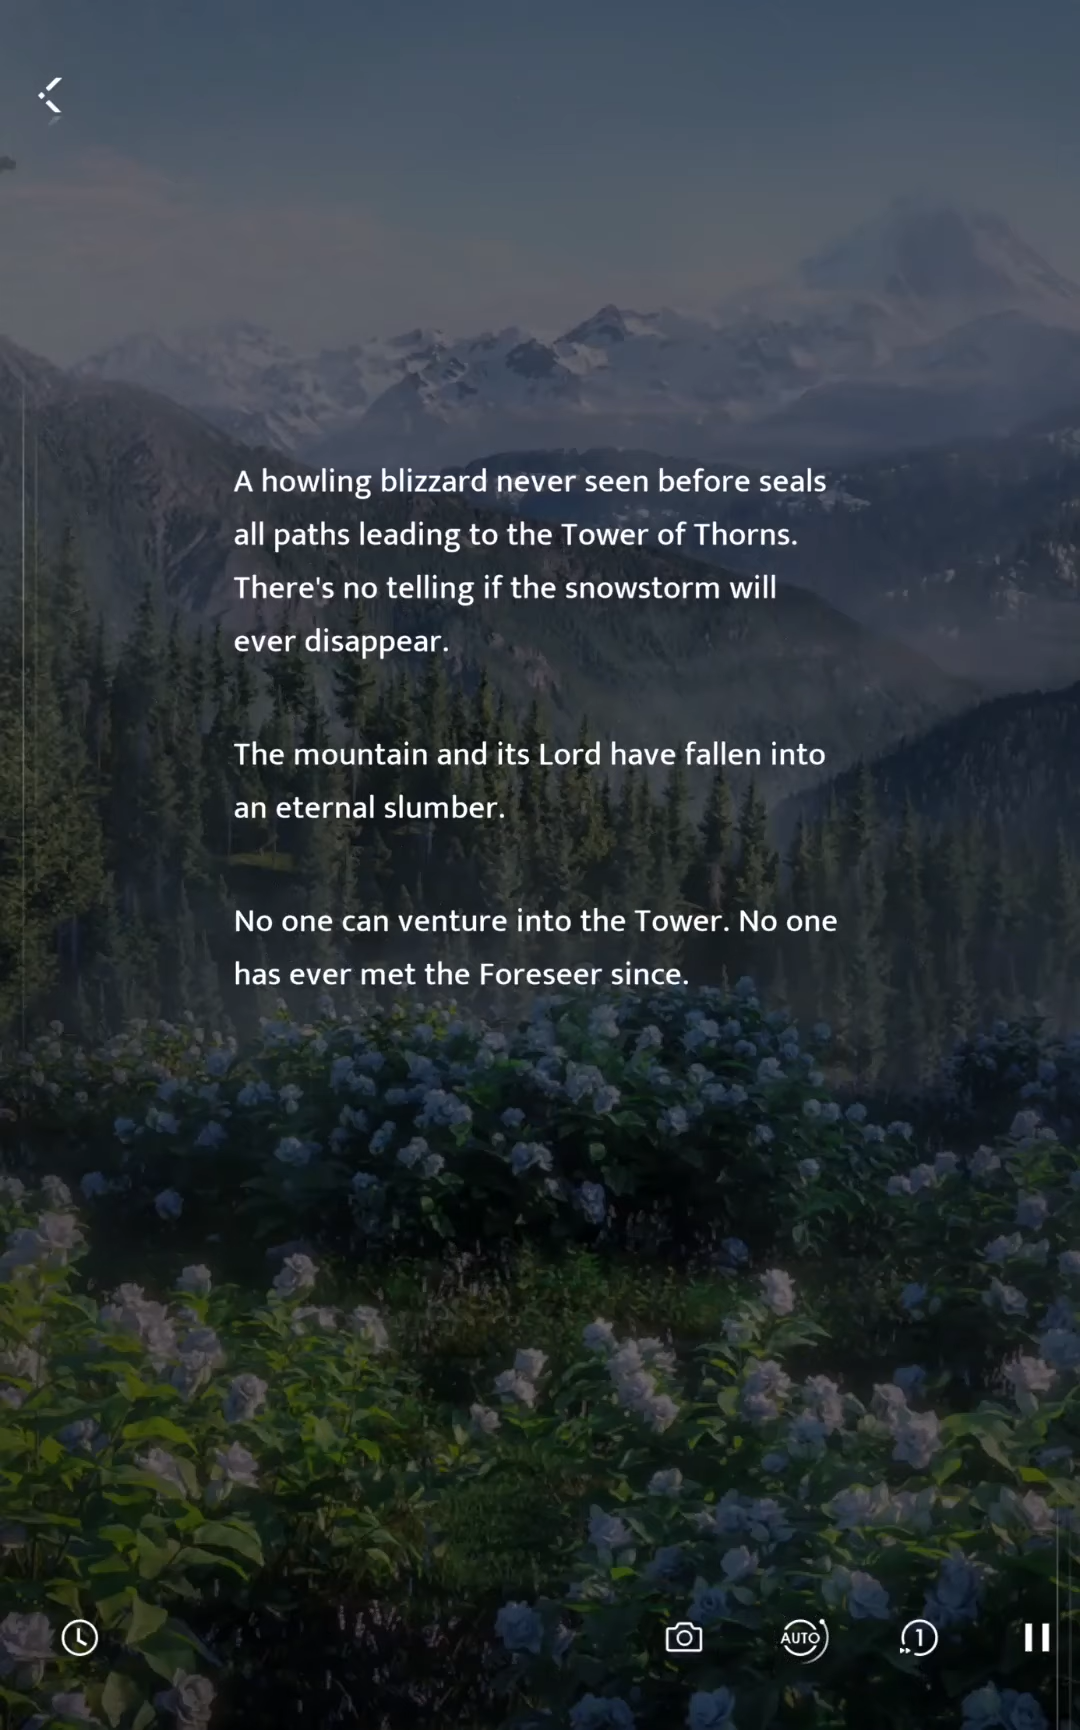 A howling blizzard never seen before seals
all paths leading to the Tower of Thorns.
There's no telling if the snowstorm will
ever disappear.
The mountain and its Lord have fallen into
an eternal slumber.
No one can venture into the Tower. No one
has ever met the Foreseer since.
AUTO
1